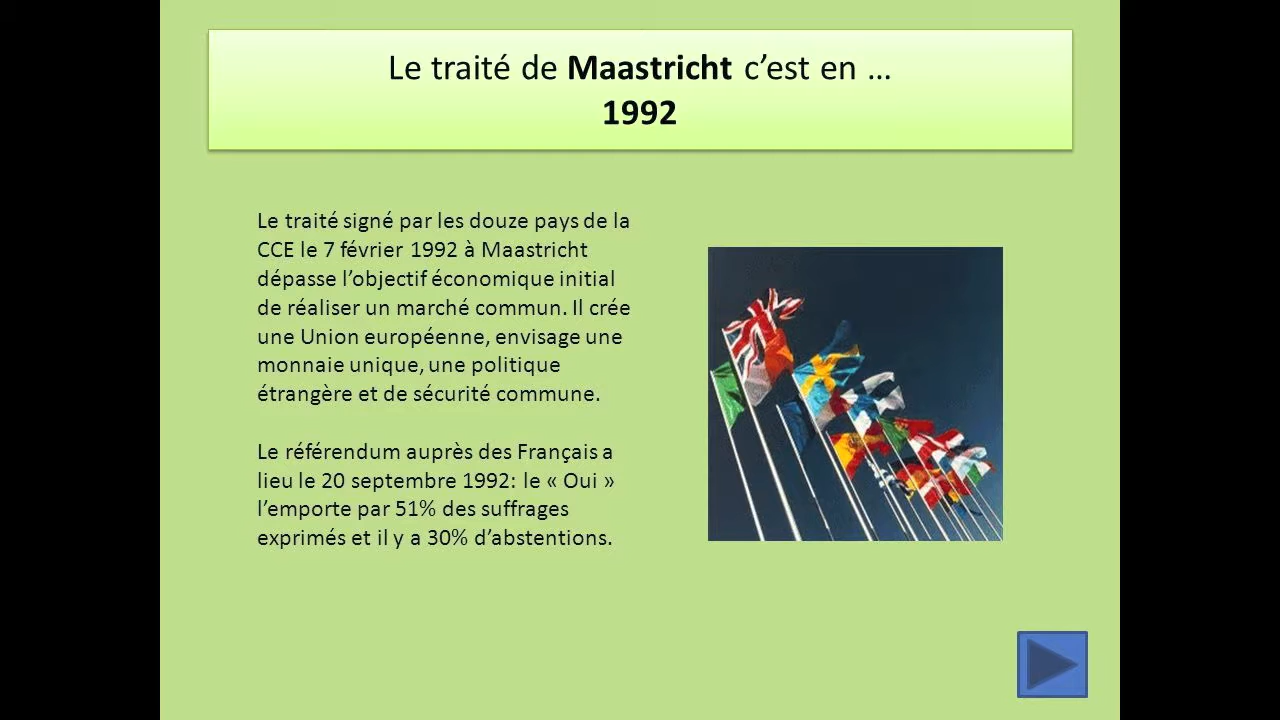 Le traité de Maastricht c’est en …
1992
Le traité signé par les douze pays de la
CCE le 7 février 1992 à Maastricht
dépasse l’objectif économique initial
de réaliser un marché commun. Il crée
une Union européenne, envisage une
monnaie unique, une politique
étrangère et de sécurité commune.
Le référendum auprès des Français a
lieu le 20 septembre 1992: le « Oui »
l’emporte par 51% des suffrages
exprimés et il y a 30% d’abstentions.